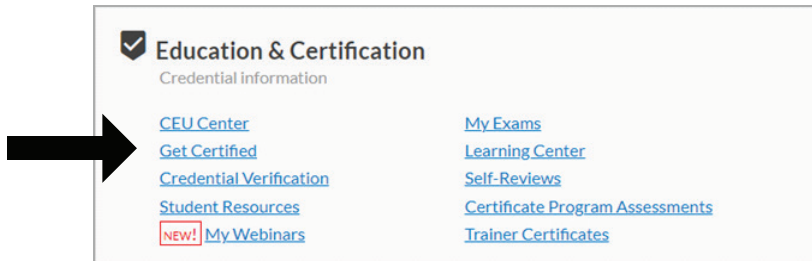 Education & Certification
Credential information
CEU Center
Get Certified
Credential Verification
Student Resources
NEW! My Webinars
My Exams
Learning Center
Self-Reviews
Certificate Program Assessments
Trainer Certificates